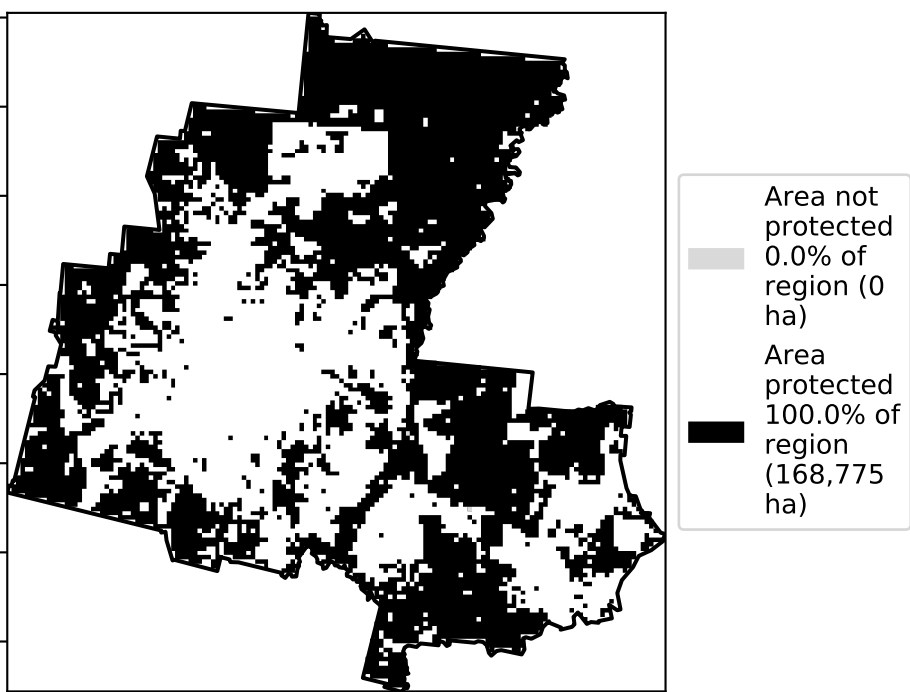 Area not
protected
0.0% of
region (0
ha)
Area
protected
100.0% of
region
(168,775
ha)